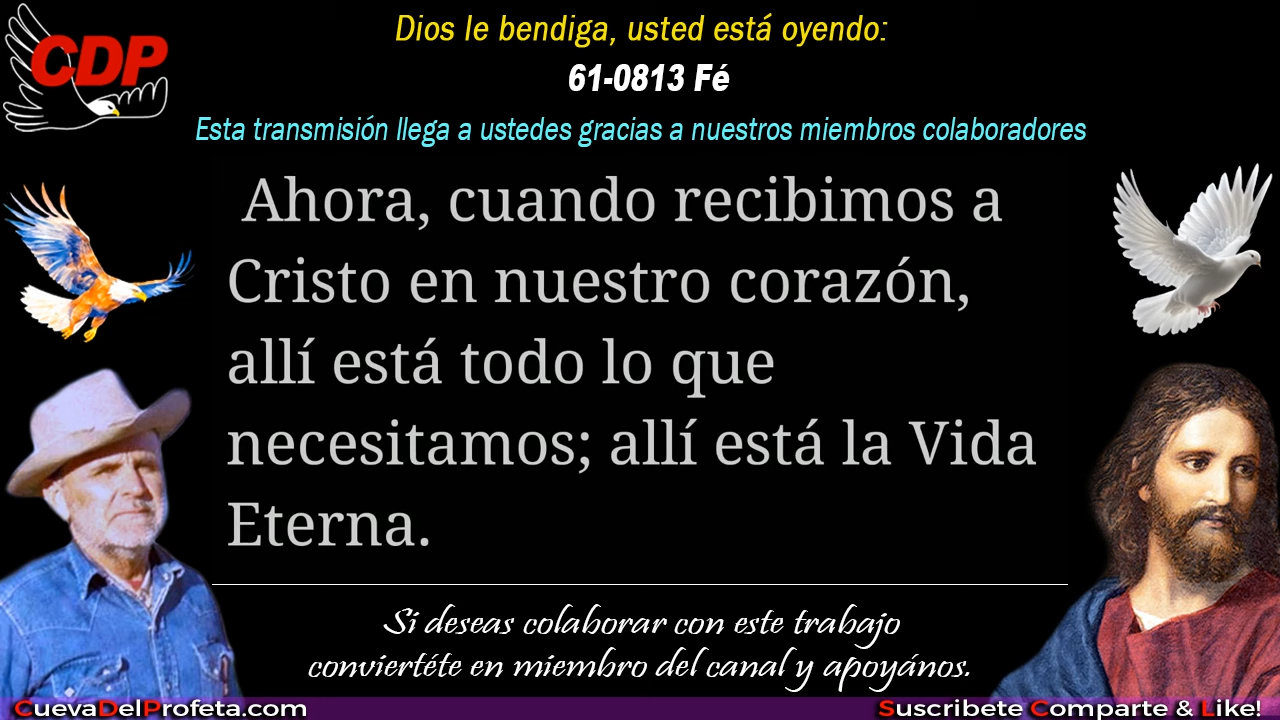 CDP
Dios le bendiga, usted está oyendo:
61-0813 Fé
Esta transmisión llega a ustedes gracias a nuestros miembros colaboradores
Ahora, cuando recibimos a
Cristo en nuestro corazón,
allí está todo lo que
necesitamos; allí está la Vida
Eterna.
Si deseas colaborar con este trabajo
conviertéte en miembro del canal y apoyános.
CuevaDelProfeta.com
Suscribete Comparte & Like!